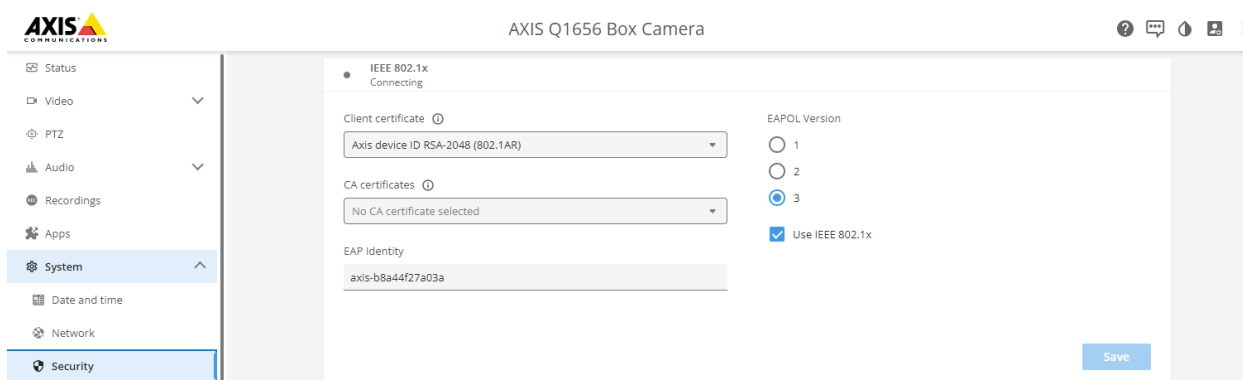 AXIS
COMMUNICATIONS
AXIS Q1656 Box Camera
Status
Video
PTZ
Audio
Recordings
Apps
System
Date and time
Network
Security
IEEE 802.1x
Connecting
Client certificate
Axis device ID RSA-2048 (802.1AR)
CA certificates
No CA certificate selected
EAP Identity
axis-b8a44f27a03a
EAPOL Version
1
2
3
Use IEEE 802.1x
Save